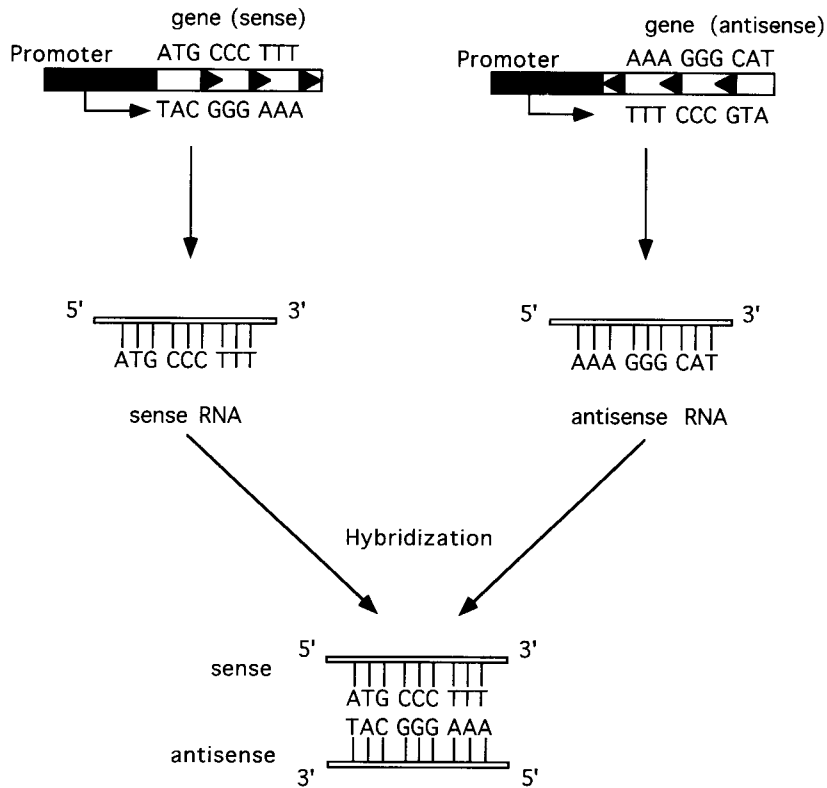 gene (sense)
Promoter
ATG CCC TTT
TAC GGG AAA
gene (antisense)
Promoter
AAA GGG CAT
TTT CCC GTA
5' 3'
ATG CCC TTT
sense RNA
5' 3'
AAA GGG CAT
antisense RNA
Hybridization
5' 3'
sense
ATG CCC TTT
TAC GGG AAA
antisense
3' 5'